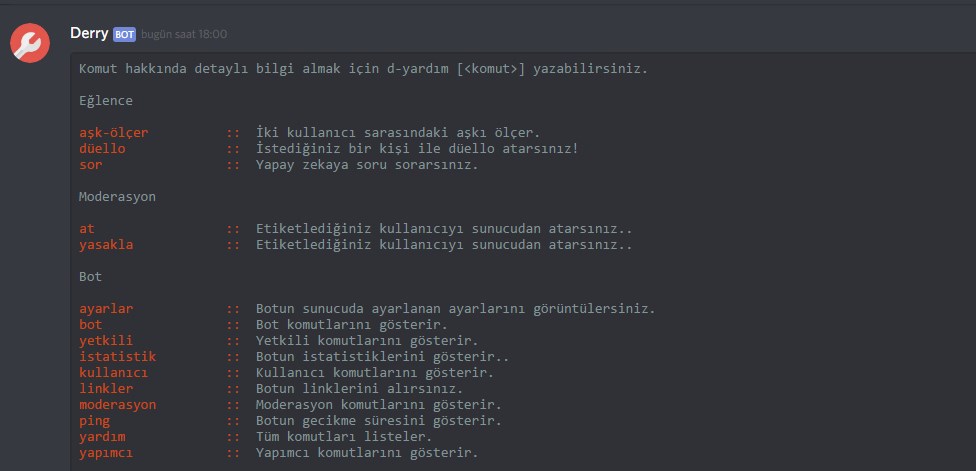 Derry BOT bugün saat 18:00
Komut hakkında detaylı bilgi almak için d-yardım [<komut>] yazabilirsiniz.
Eğlence
aşk-ölçer :: İki kullanıcı sarasındaki aşkı ölçer.
düello :: İstediğiniz bir kişi ile düello atarsınız!
sor :: Yapay zekaya soru sorarsınız.
Moderasyon
at :: Etiketlediğiniz kullanıcıyı sunucudan atarsınız..
yasakla :: Etiketlediğiniz kullanıcıyı sunucudan atarsınız..
Bot
ayarlar :: Botun sunucuda ayarlanan ayarlarını görüntülersiniz.
bot :: Bot komutlarını gösterir.
yetkili :: Yetkili komutlarını gösterir.
istatistik :: Botun istatistiklerini gösterir..
kullanıcı :: Kullanıcı komutlarını gösterir.
linkler :: Botun linklerini alırsınız.
moderasyon :: Moderasyon komutlarını gösterir.
ping :: Botun gecikme süresini gösterir.
yardım :: Tüm komutları listeler.
yapımcı :: Yapımcı komutlarını gösterir.